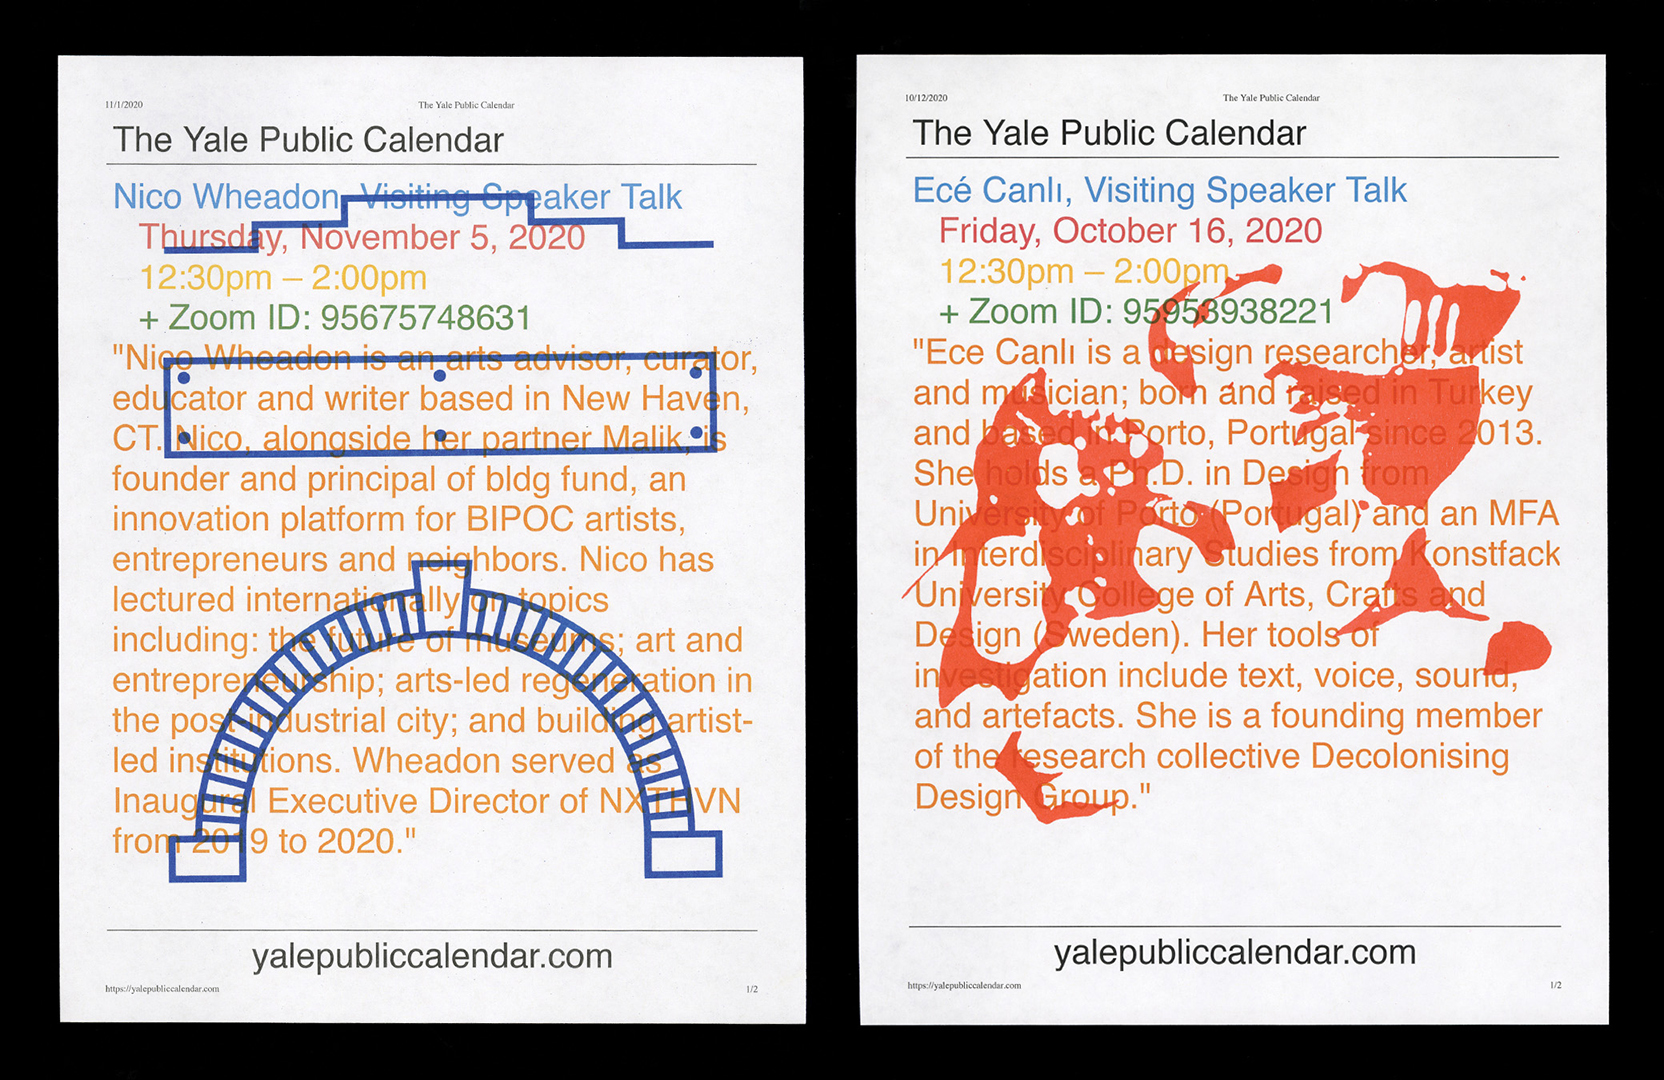 11/1/2020
The Yale Public Calendar
The Yale Public Calendar
Nico Wheadon, Visiting Speaker Talk
Thursday, November 5, 2020
12:30pm – 2:00pm
+ Zoom ID: 95675748631
"Nico Wheadon is an arts advisor, curator,
educator and writer based in New Haven,
CT. Nico, alongside her partner Malik, is
founder and principal of bldg fund, an
innovation platform for BIPOC artists,
entrepreneurs and neighbors. Nico has
lectured internationally on topics
including: the future of museums; art and
entrepreneurship; arts-led regeneration in
the post-industrial city; and building artist-
led institutions. Wheadon served as
Inaugural Executive Director of NXTHVN
from 2019 to 2020."
yalepubliccalendar.com
https://yalepubliccalendar.com
1/2
10/12/2020
The Yale Public Calendar
The Yale Public Calendar
Ecé Canlı, Visiting Speaker Talk
Friday, October 16, 2020
12:30pm – 2:00pm
+ Zoom ID: 95953938221
"Ece Canlı is a design researcher, artist
and musician; born and raised in Turkey
and based in Porto, Portugal since 2013.
She holds a Ph.D. in Design from
University of Porto (Portugal) and an MFA
in Interdisciplinary Studies from Konstfack
University College of Arts, Crafts and
Design (Sweden). Her tools of
investigation include text, voice, sound,
and artefacts. She is a founding member
of the research collective Decolonising
Design Group."
yalepubliccalendar.com
https://yalepubliccalendar.com
1/2